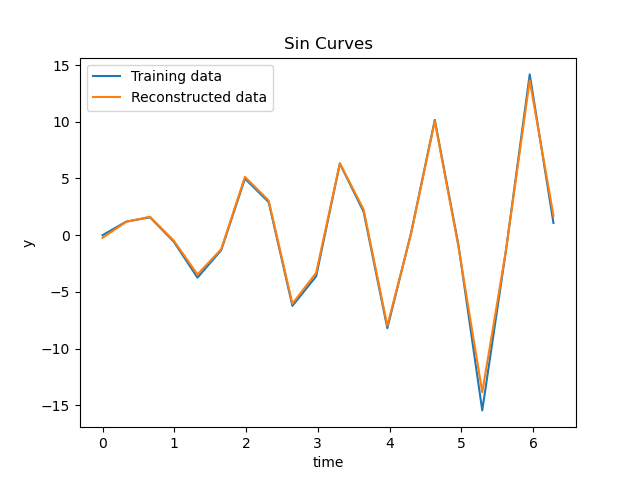 Sin Curves
Training data
Reconstructed data
15
10
5
0
−5
−10
−15
y
0 1 2 3 4 5 6
time